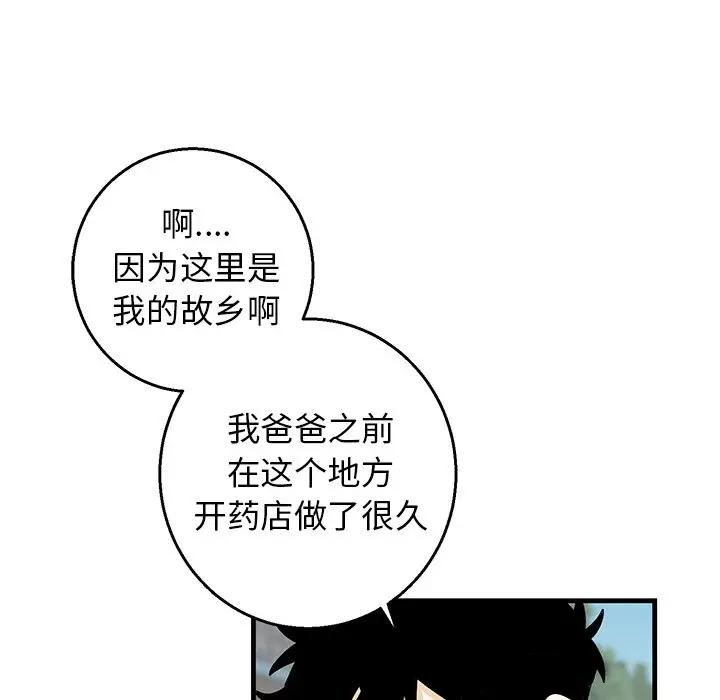 啊....
因为这里是
我的故乡啊
我爸爸之前
在这个地方
开药店做了很久